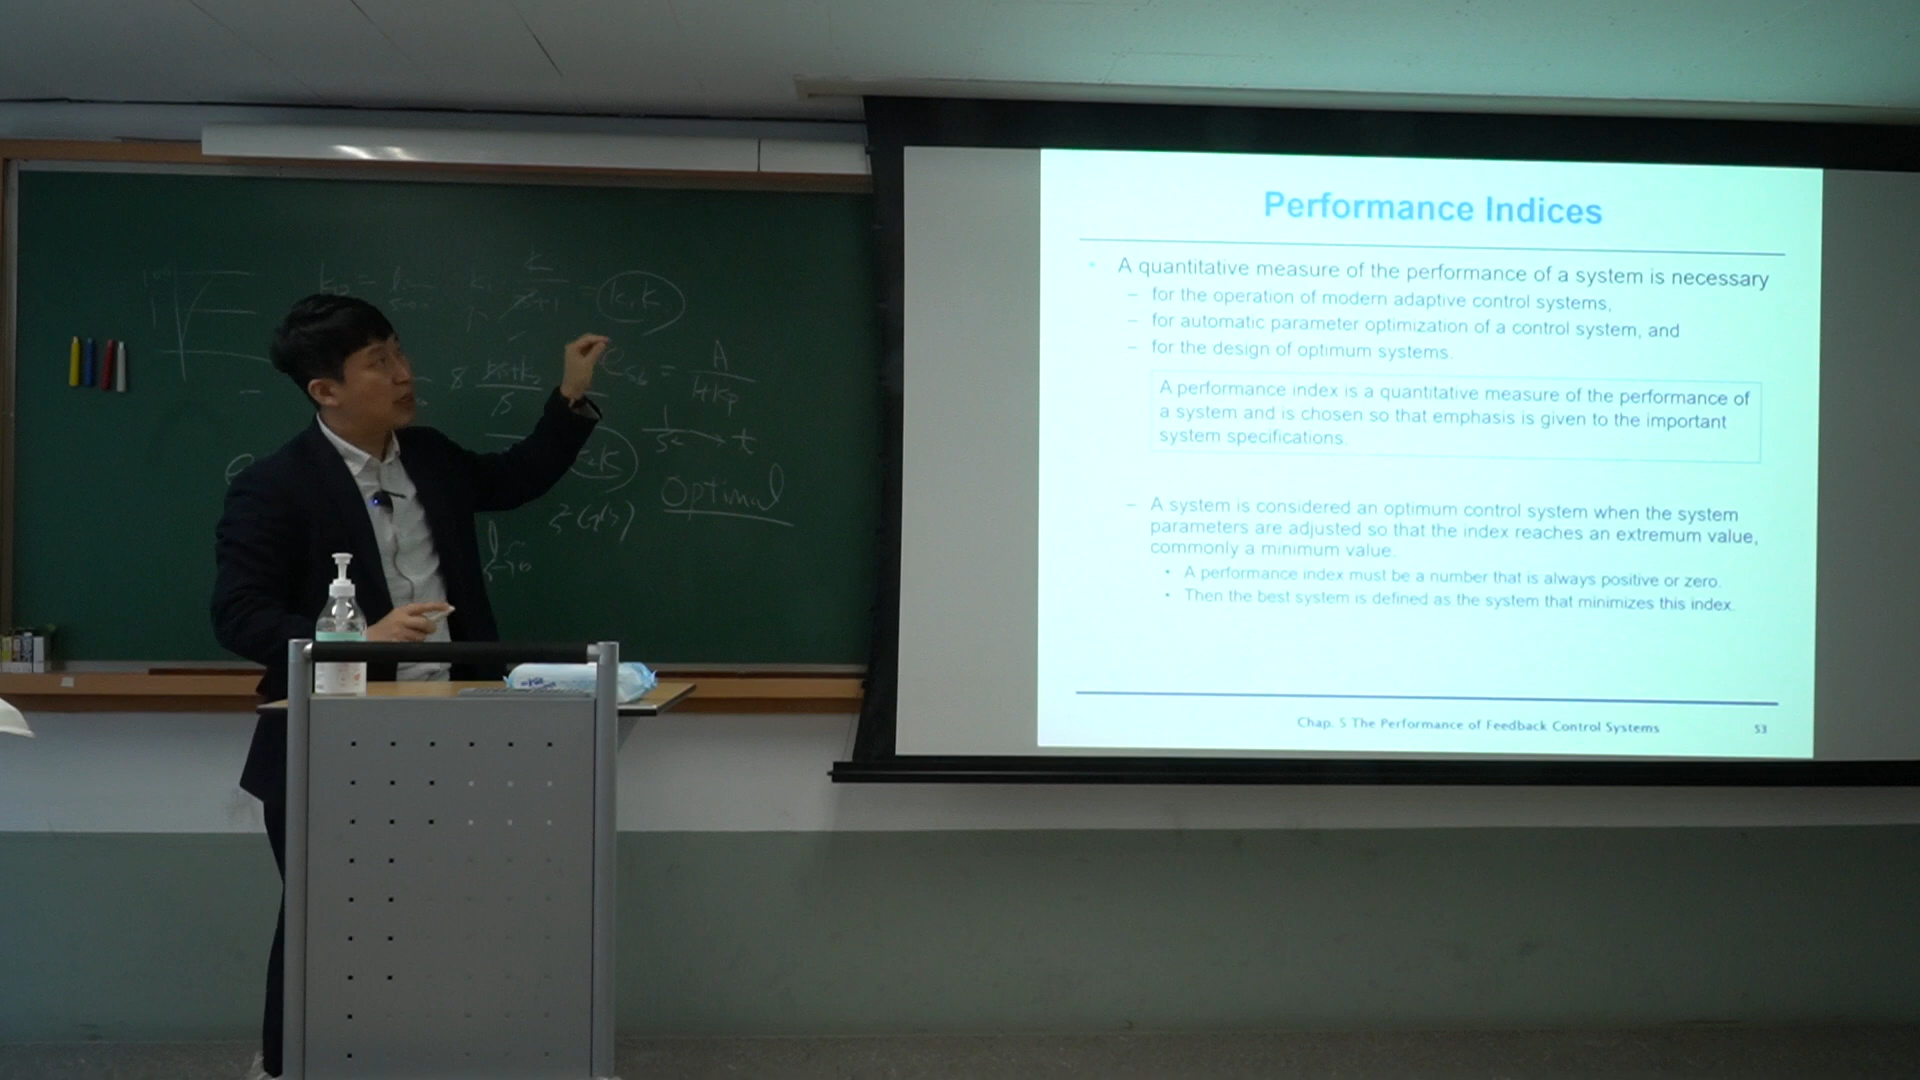 K₁K
e_ss = A / 1+Kp
1/s² → t
Optimal
Performance Indices
• A quantitative measure of the performance of a system is necessary
– for the operation of modern adaptive control systems,
– for automatic parameter optimization of a control system, and
– for the design of optimum systems.
A performance index is a quantitative measure of the performance of
a system and is chosen so that emphasis is given to the important
system specifications.
– A system is considered an optimum control system when the system
parameters are adjusted so that the index reaches an extremum value,
commonly a minimum value.
• A performance index must be a number that is always positive or zero.
• Then the best system is defined as the system that minimizes this index.
Chap. 5 The Performance of Feedback Control Systems 53